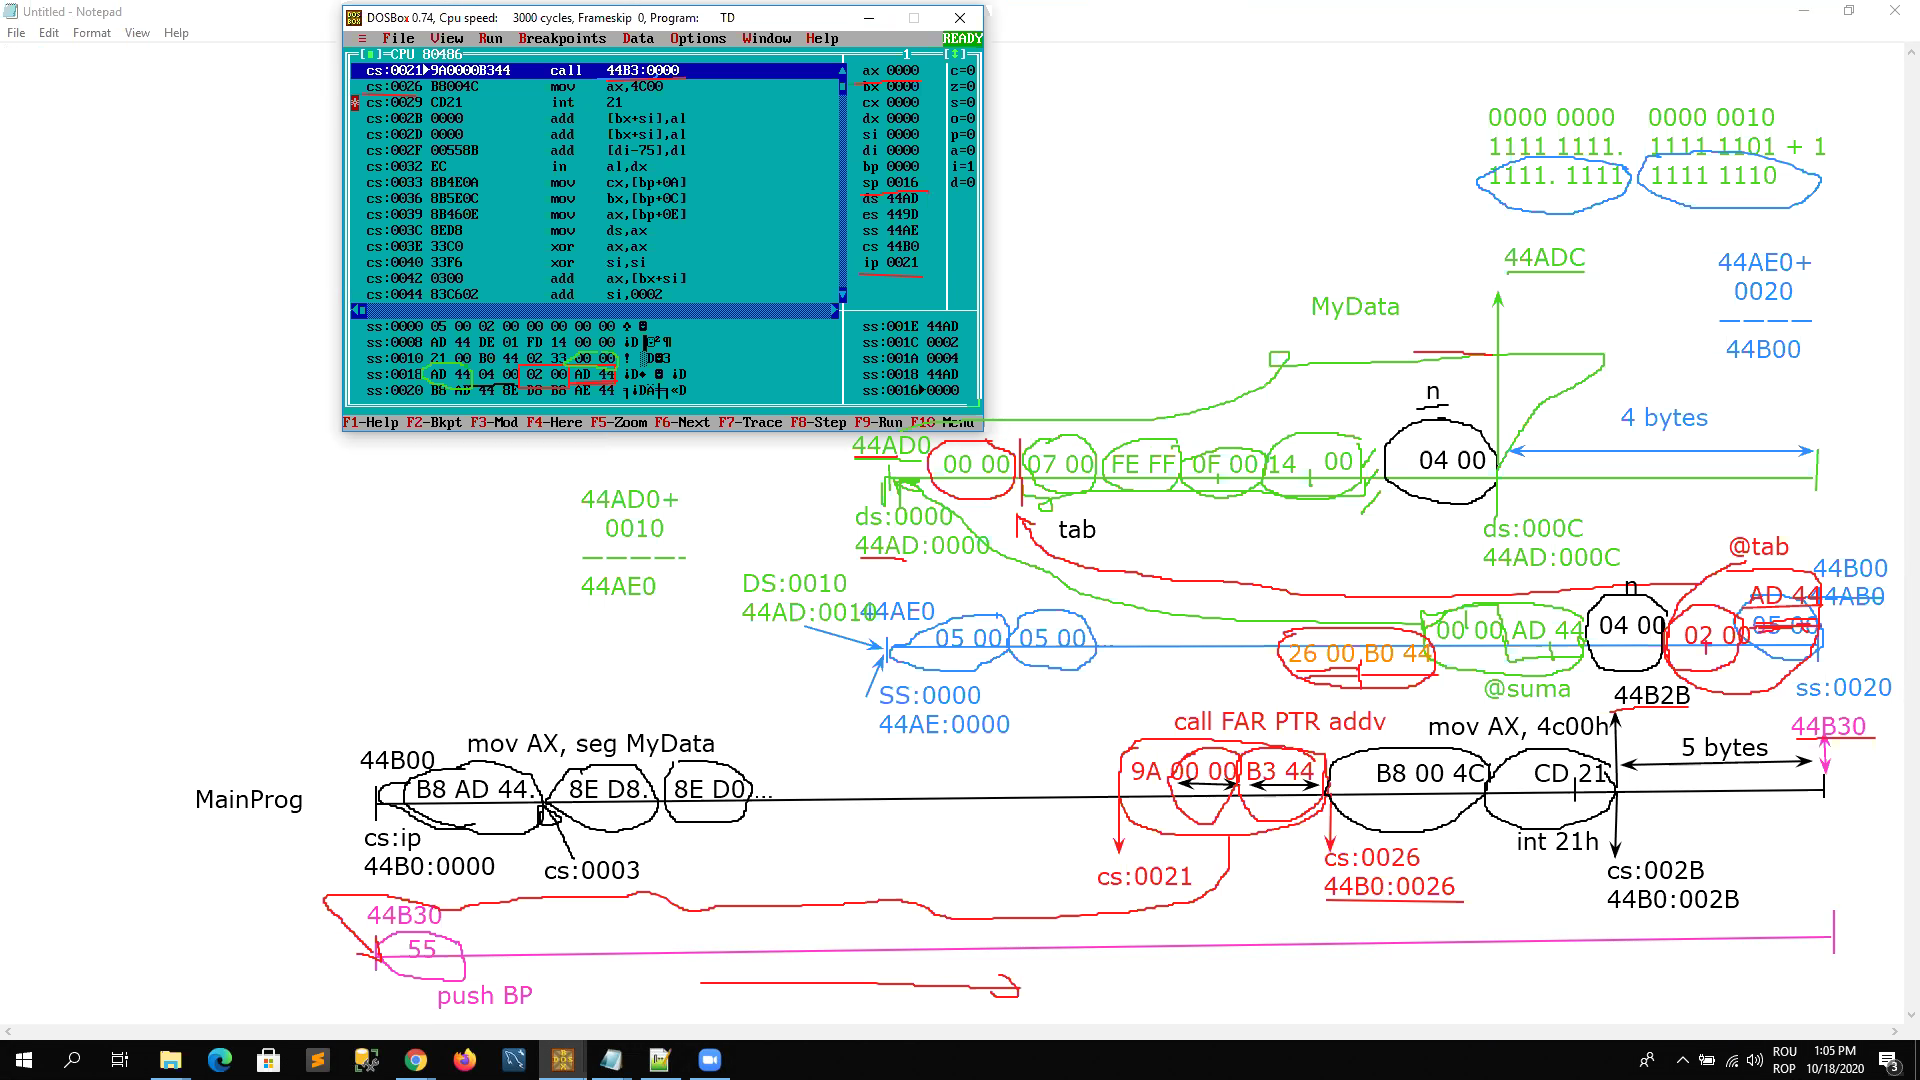 Untitled - Notepad
File Edit Format View Help
DOSBox 0.74, Cpu speed: 3000 cycles, Frameskip 0, Program: TD
≡ File View Run Breakpoints Data Options Window Help READY
CPU 80486 1
cs:0021 9A0000B344 call 44B3:0000
cs:0026 B8004C mov ax,4C00
cs:0029 CD21 int 21
cs:002B 0000 add [bx+si],al
cs:002D 0000 add [bx+si],al
cs:002F 00558B add [di-75],dl
cs:0032 EC in al,dx
cs:0033 8B4E0A mov cx,[bp+0A]
cs:0036 8B5E0C mov bx,[bp+0C]
cs:0039 8B460E mov ax,[bp+0E]
cs:003C 8ED8 mov ds,ax
cs:003E 33C0 xor ax,ax
cs:0040 33F6 xor si,si
cs:0042 0300 add ax,[bx+si]
cs:0044 83C602 add si,0002
ax 0000 c=0
bx 0000 z=0
cx 0000 s=0
dx 0000 o=0
si 0000 p=0
di 0000 a=0
bp 0000 i=1
sp 0016 d=0
ds 44AD
es 449D
ss 44AE
cs 44B0
ip 0021
ss:0000 05 00 02 00 00 00 00 00
ss:0008 AD 44 DE 01 FD 14 00 00
ss:0010 21 00 B0 44 02 33 00 00
ss:0018 AD 44 04 00 02 00 AD 44
ss:0020 B8 AD 44 8E D8 B8 AE 44
ss:001E 44AD
ss:001C 0002
ss:001A 0004
ss:0018 44AD
ss:0016 0000
F1-Help F2-Bkpt F3-Mod F4-Here F5-Zoom F6-Next F7-Trace F8-Step F9-Run F10-Menu
0000 0000 0000 0010
1111 1111. 1111 1101 + 1
1111. 1111 1111 1110
44ADC
44AE0+
0020
————
44B00
MyData
n
4 bytes
44AD0
00 00 07 00 FE FF 0F 00 14 00 04 00
44AD0+
0010
—————-
44AE0
ds:0000
44AD:0000
tab
ds:000C
44AD:000C
@tab
DS:0010
44AD:0010
44AE0
n
44B00
44AB0
AD 44
05 00 05 00 ...
26 00 B0 44
00 00 AD 44
04 00
02 00
05 00
SS:0000
44AE:0000
@suma
ss:0020
44B2B
44B30
call FAR PTR addv
mov AX, 4c00h
mov AX, seg MyData
44B00
5 bytes
MainProg
B8 AD 44. 8E D8. 8E D0 ...
9A 00 00 B3 44
B8 00 4C
CD 21
cs:ip
44B0:0000
cs:0003
cs:0021
cs:0026
44B0:0026
int 21h
cs:002B
44B0:002B
44B30
55
push BP
ROU
ROP
1:05 PM
10/18/2020
3